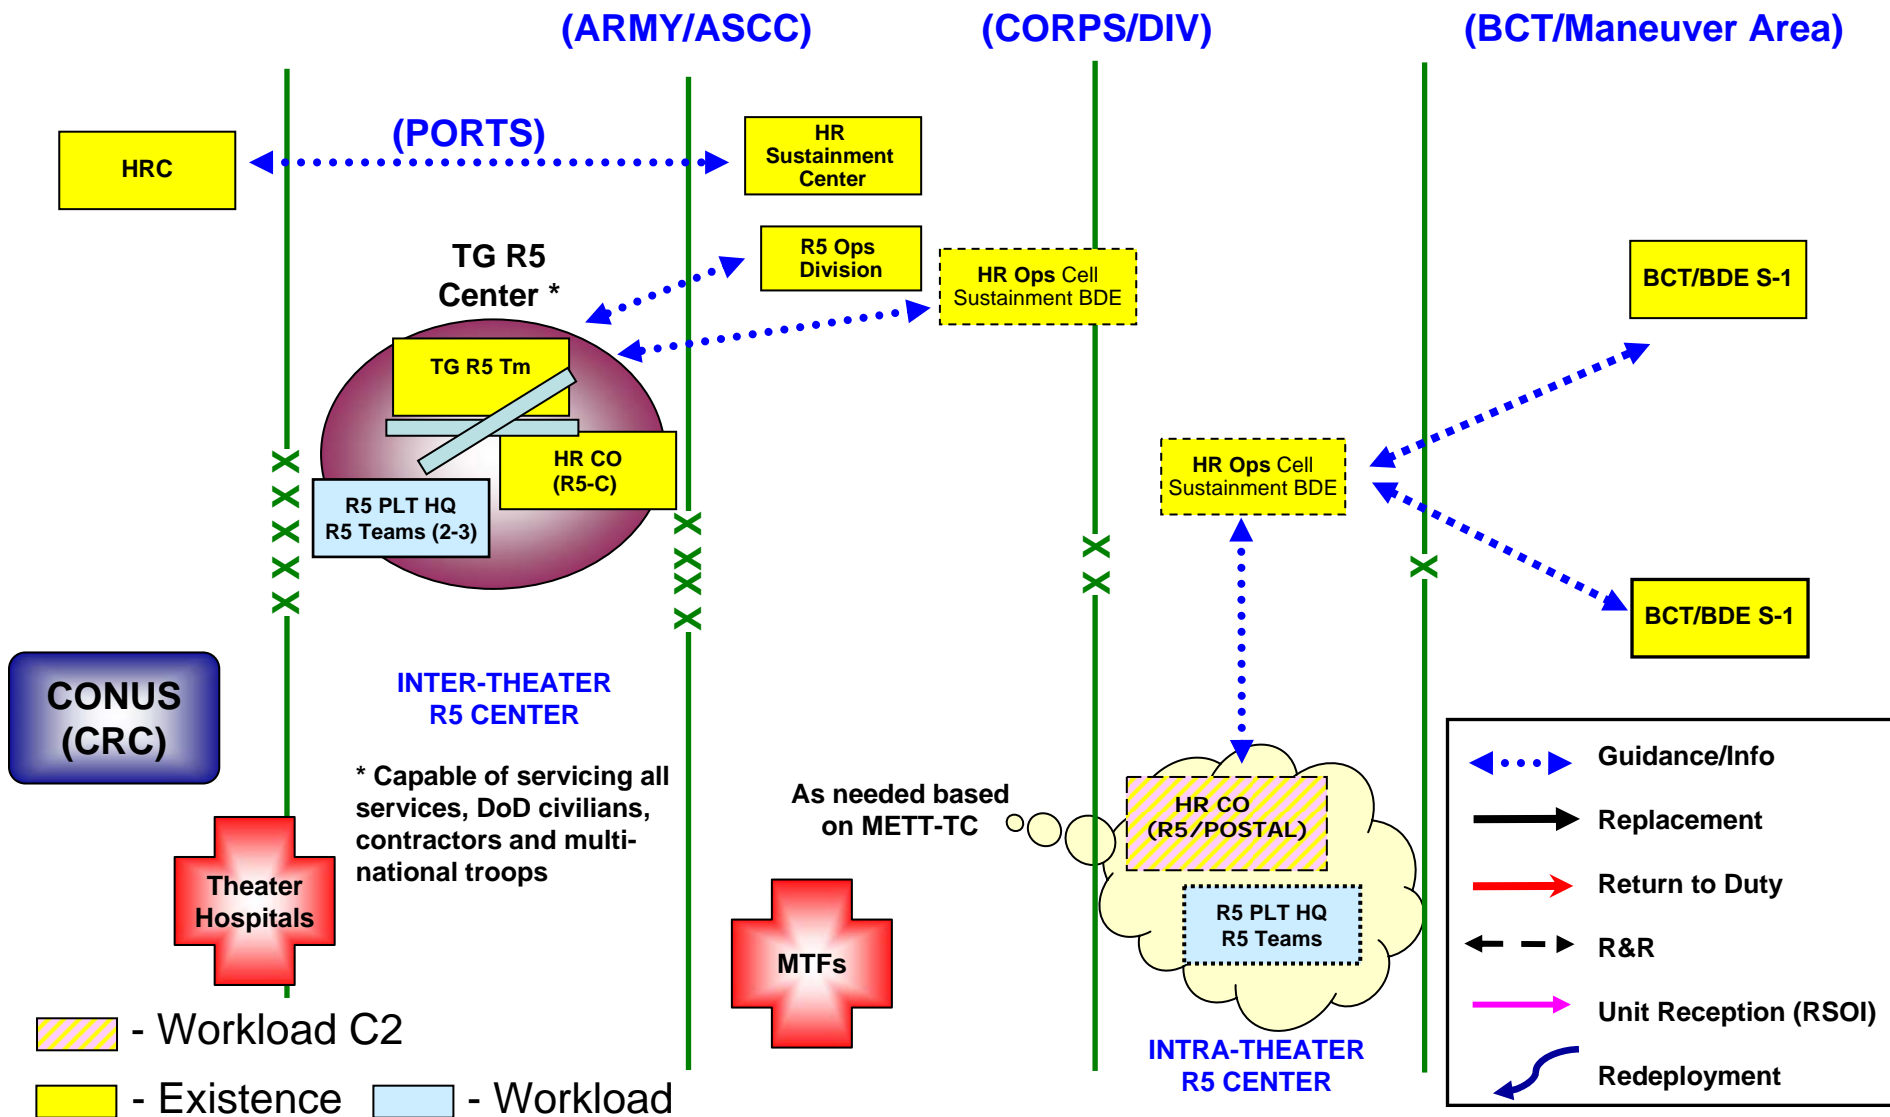 (ARMY/ASCC)
(CORPS/DIV)
(BCT/Maneuver Area)
(PORTS)
HRC
HR
Sustainment
Center
R5 Ops
Division
HR Ops Cell
Sustainment BDE
BCT/BDE S-1
TG R5
Center *
TG R5 Tm
HR CO
(R5-C)
R5 PLT HQ
R5 Teams (2-3)
HR Ops Cell
Sustainment BDE
X
X
X
X
X
X
X
X
X
X
X
X
BCT/BDE S-1
CONUS
(CRC)
INTER-THEATER
R5 CENTER
* Capable of servicing all
services, DoD civilians,
contractors and multi-
national troops
As needed based
on METT-TC
HR CO
(R5/POSTAL)
R5 PLT HQ
R5 Teams
Theater
Hospitals
MTFs
INTRA-THEATER
R5 CENTER
Guidance/Info
Replacement
Return to Duty
R&R
Unit Reception (RSOI)
Redeployment
- Workload C2
- Existence
- Workload